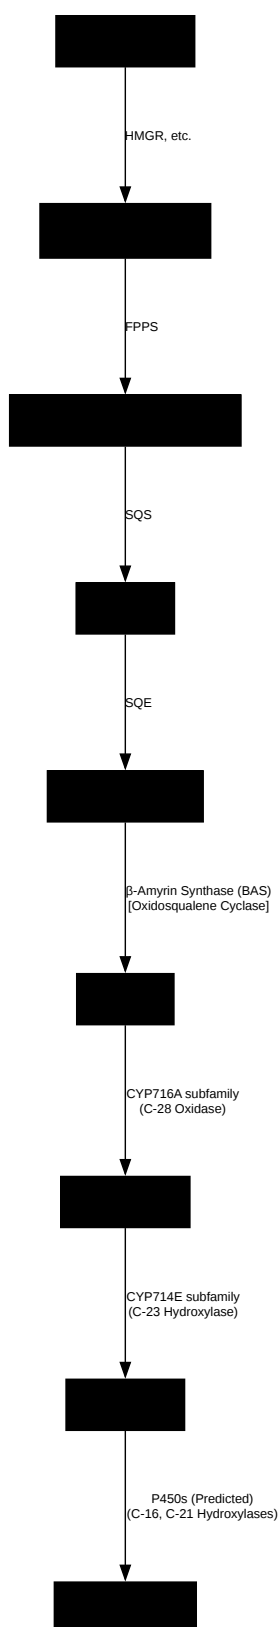 HMGR, etc.
FPPS
SQS
SQE
β-Amyrin Synthase (BAS)
[Oxidosqualene Cyclase]
CYP716A subfamily
(C-28 Oxidase)
CYP714E subfamily
(C-23 Hydroxylase)
P450s (Predicted)
(C-16, C-21 Hydroxylases)